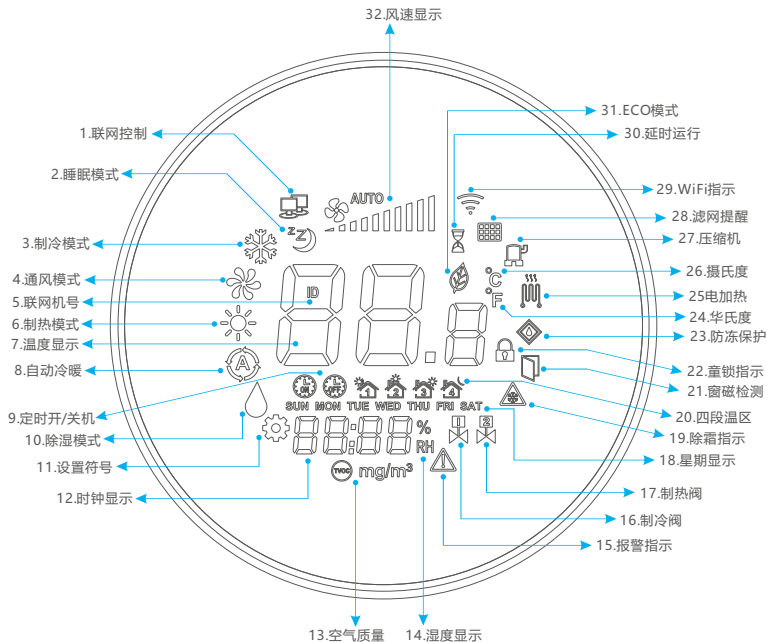 32.风速显示
31.ECO模式
1.联网控制
30.延时运行
2.睡眠模式
AUTO
29.WiFi指示
28.滤网提醒
zZ
27.压缩机
3.制冷模式
26.摄氏度
4.通风模式
°C
25电加热
5.联网机号
ID
°F
24.华氏度
6.制热模式
23.防冻保护
7.温度显示
88.8
22.童锁指示
8.自动冷暖
A
21.窗磁检测
ON OFF 1 2 3 4
9.定时开/关机
SUN MON TUE WED THU FRI SAT
20.四段温区
10.除湿模式
88:88 % RH
1 2
19.除霜指示
11.设置符号
18.星期显示
TVOC mg/m³
12.时钟显示
17.制热阀
16.制冷阀
15.报警指示
13.空气质量
14.湿度显示